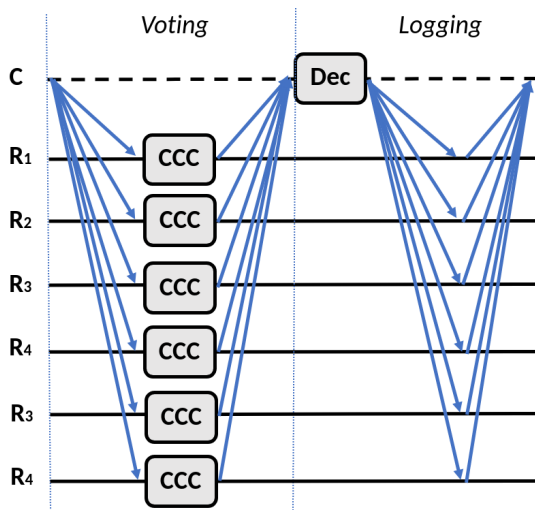 Voting Logging
C Dec
R1 CCC
R2 CCC
R3 CCC
R4 CCC
R3 CCC
R4 CCC